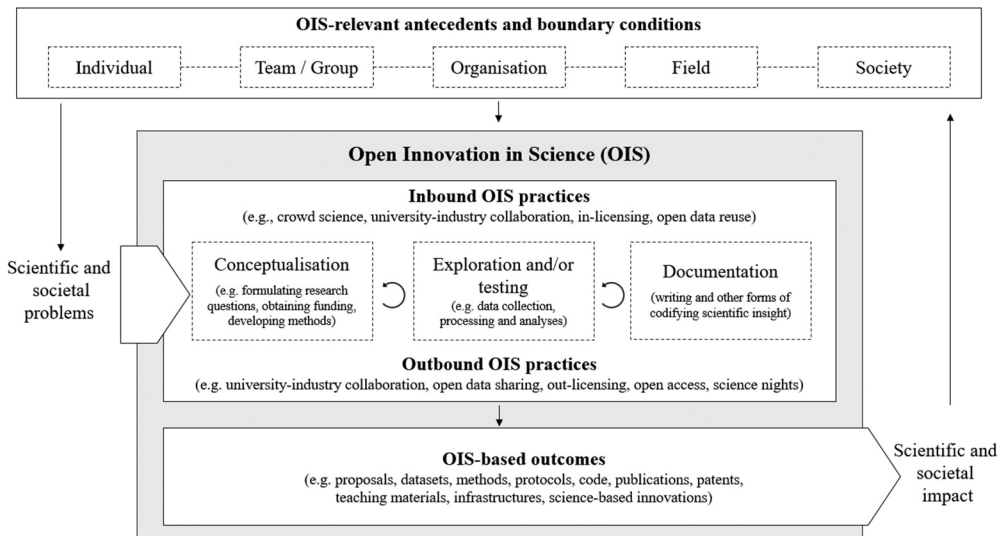 OIS-relevant antecedents and boundary conditions
Individual
Team / Group
Organisation
Field
Society
Open Innovation in Science (OIS)
Inbound OIS practices
(e.g., crowd science, university-industry collaboration, in-licensing, open data reuse)
Scientific and
societal
problems
Conceptualisation
(e.g. formulating research
questions, obtaining funding,
developing methods)
Exploration and/or
testing
(e.g. data collection,
processing and analyses)
Documentation
(writing and other forms of
codifying scientific insight)
Outbound OIS practices
(e.g. university-industry collaboration, open data sharing, out-licensing, open access, science nights)
OIS-based outcomes
(e.g. proposals, datasets, methods, protocols, code, publications, patents,
teaching materials, infrastructures, science-based innovations)
Scientific and
societal
impact